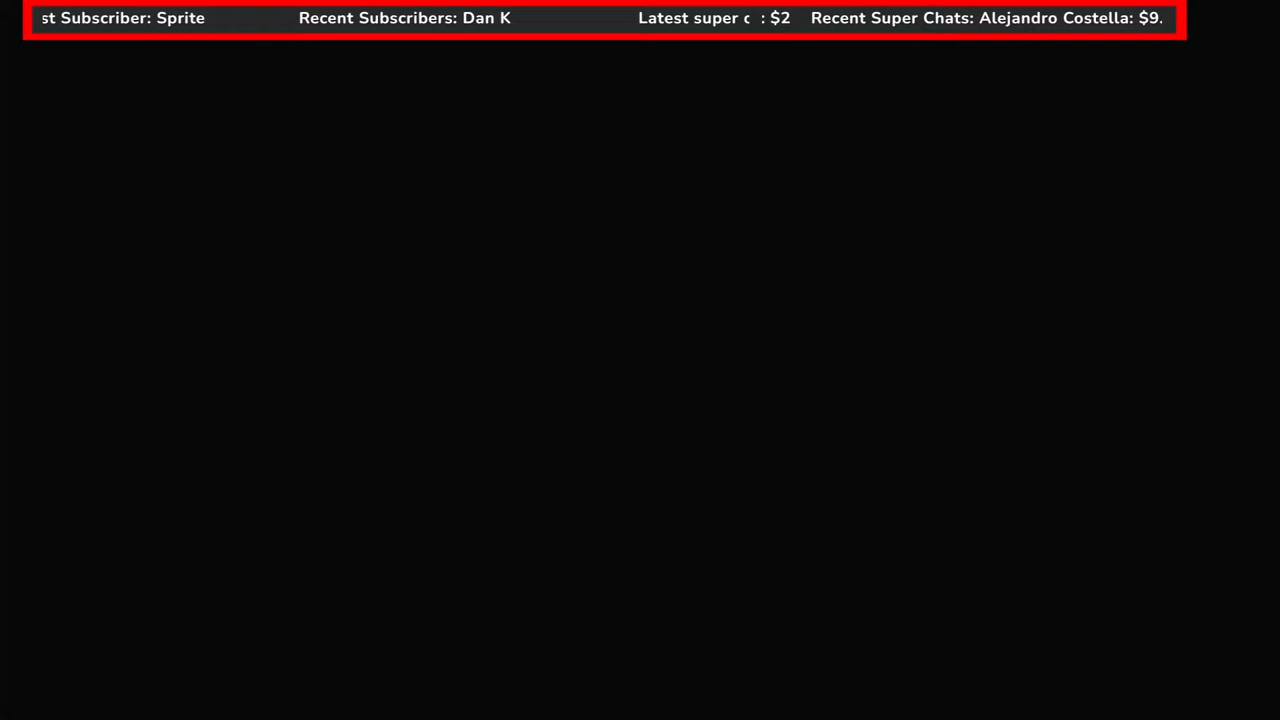 st Subscriber: Sprite Recent Subscribers: Dan K Latest super c : $2 Recent Super Chats: Alejandro Costella: $9.